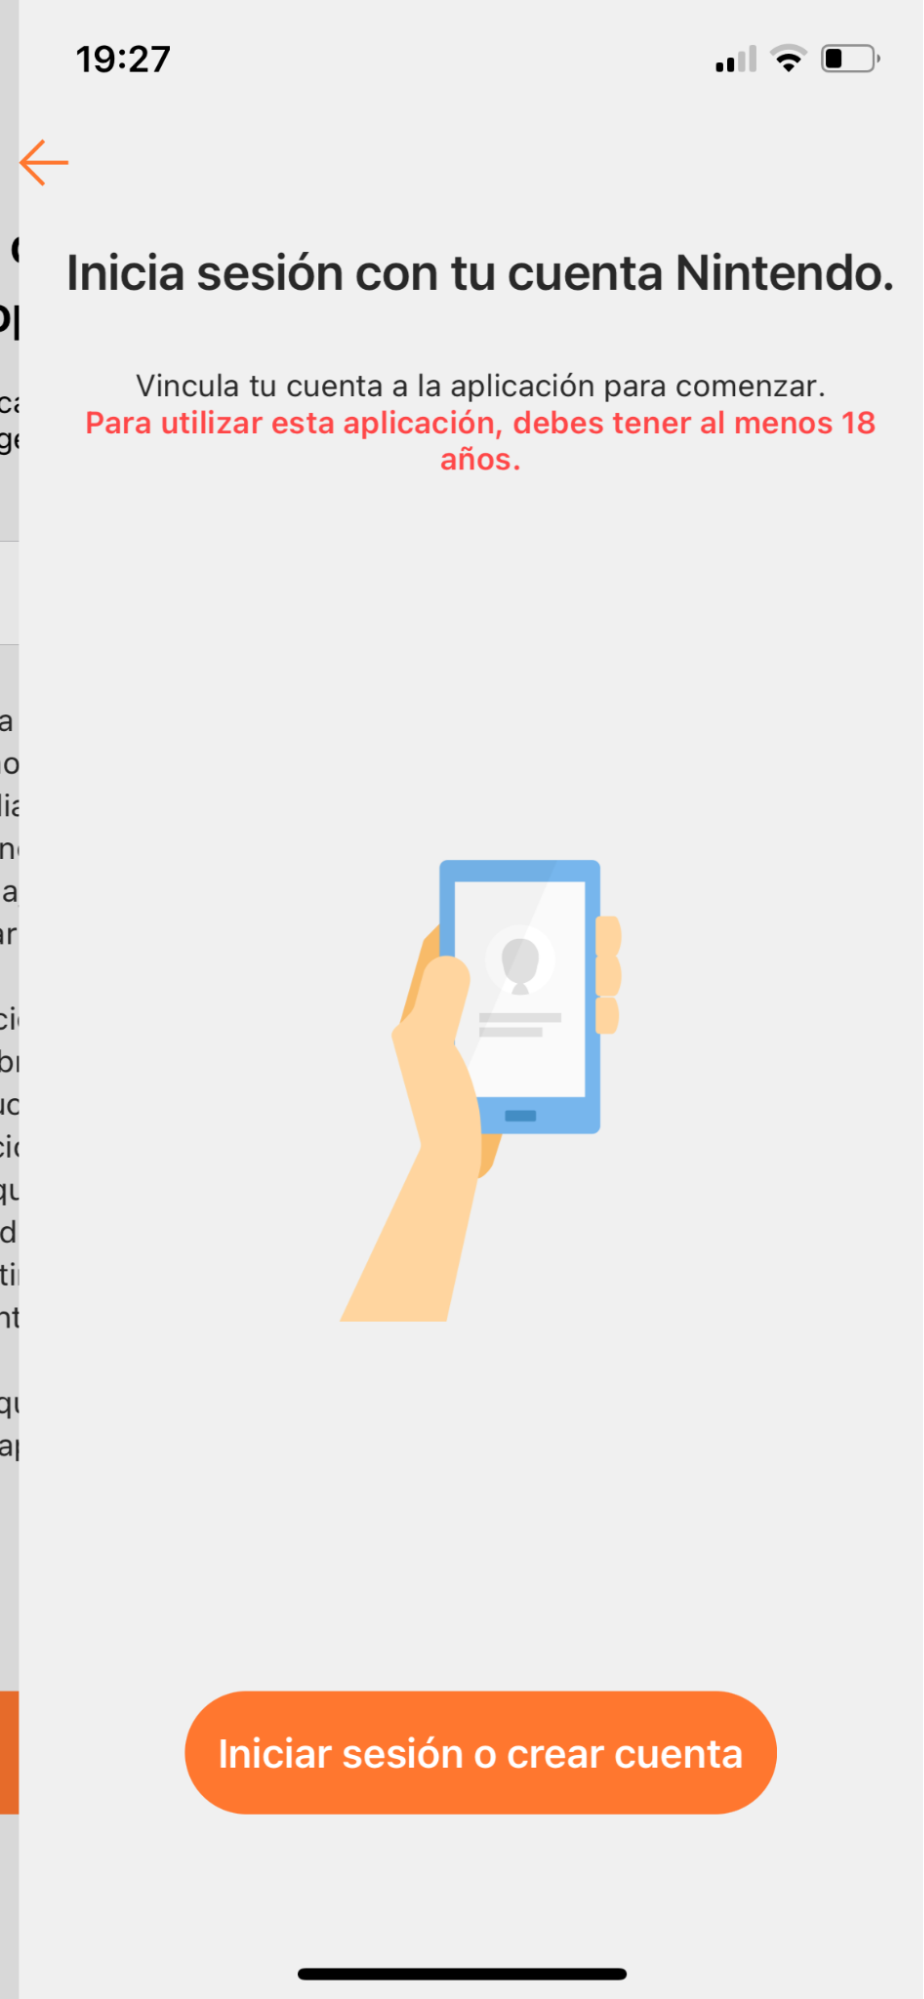 19:27
Inicia sesión con tu cuenta Nintendo.
Vincula tu cuenta a la aplicación para comenzar.
Para utilizar esta aplicación, debes tener al menos 18
años.
Iniciar sesión o crear cuenta